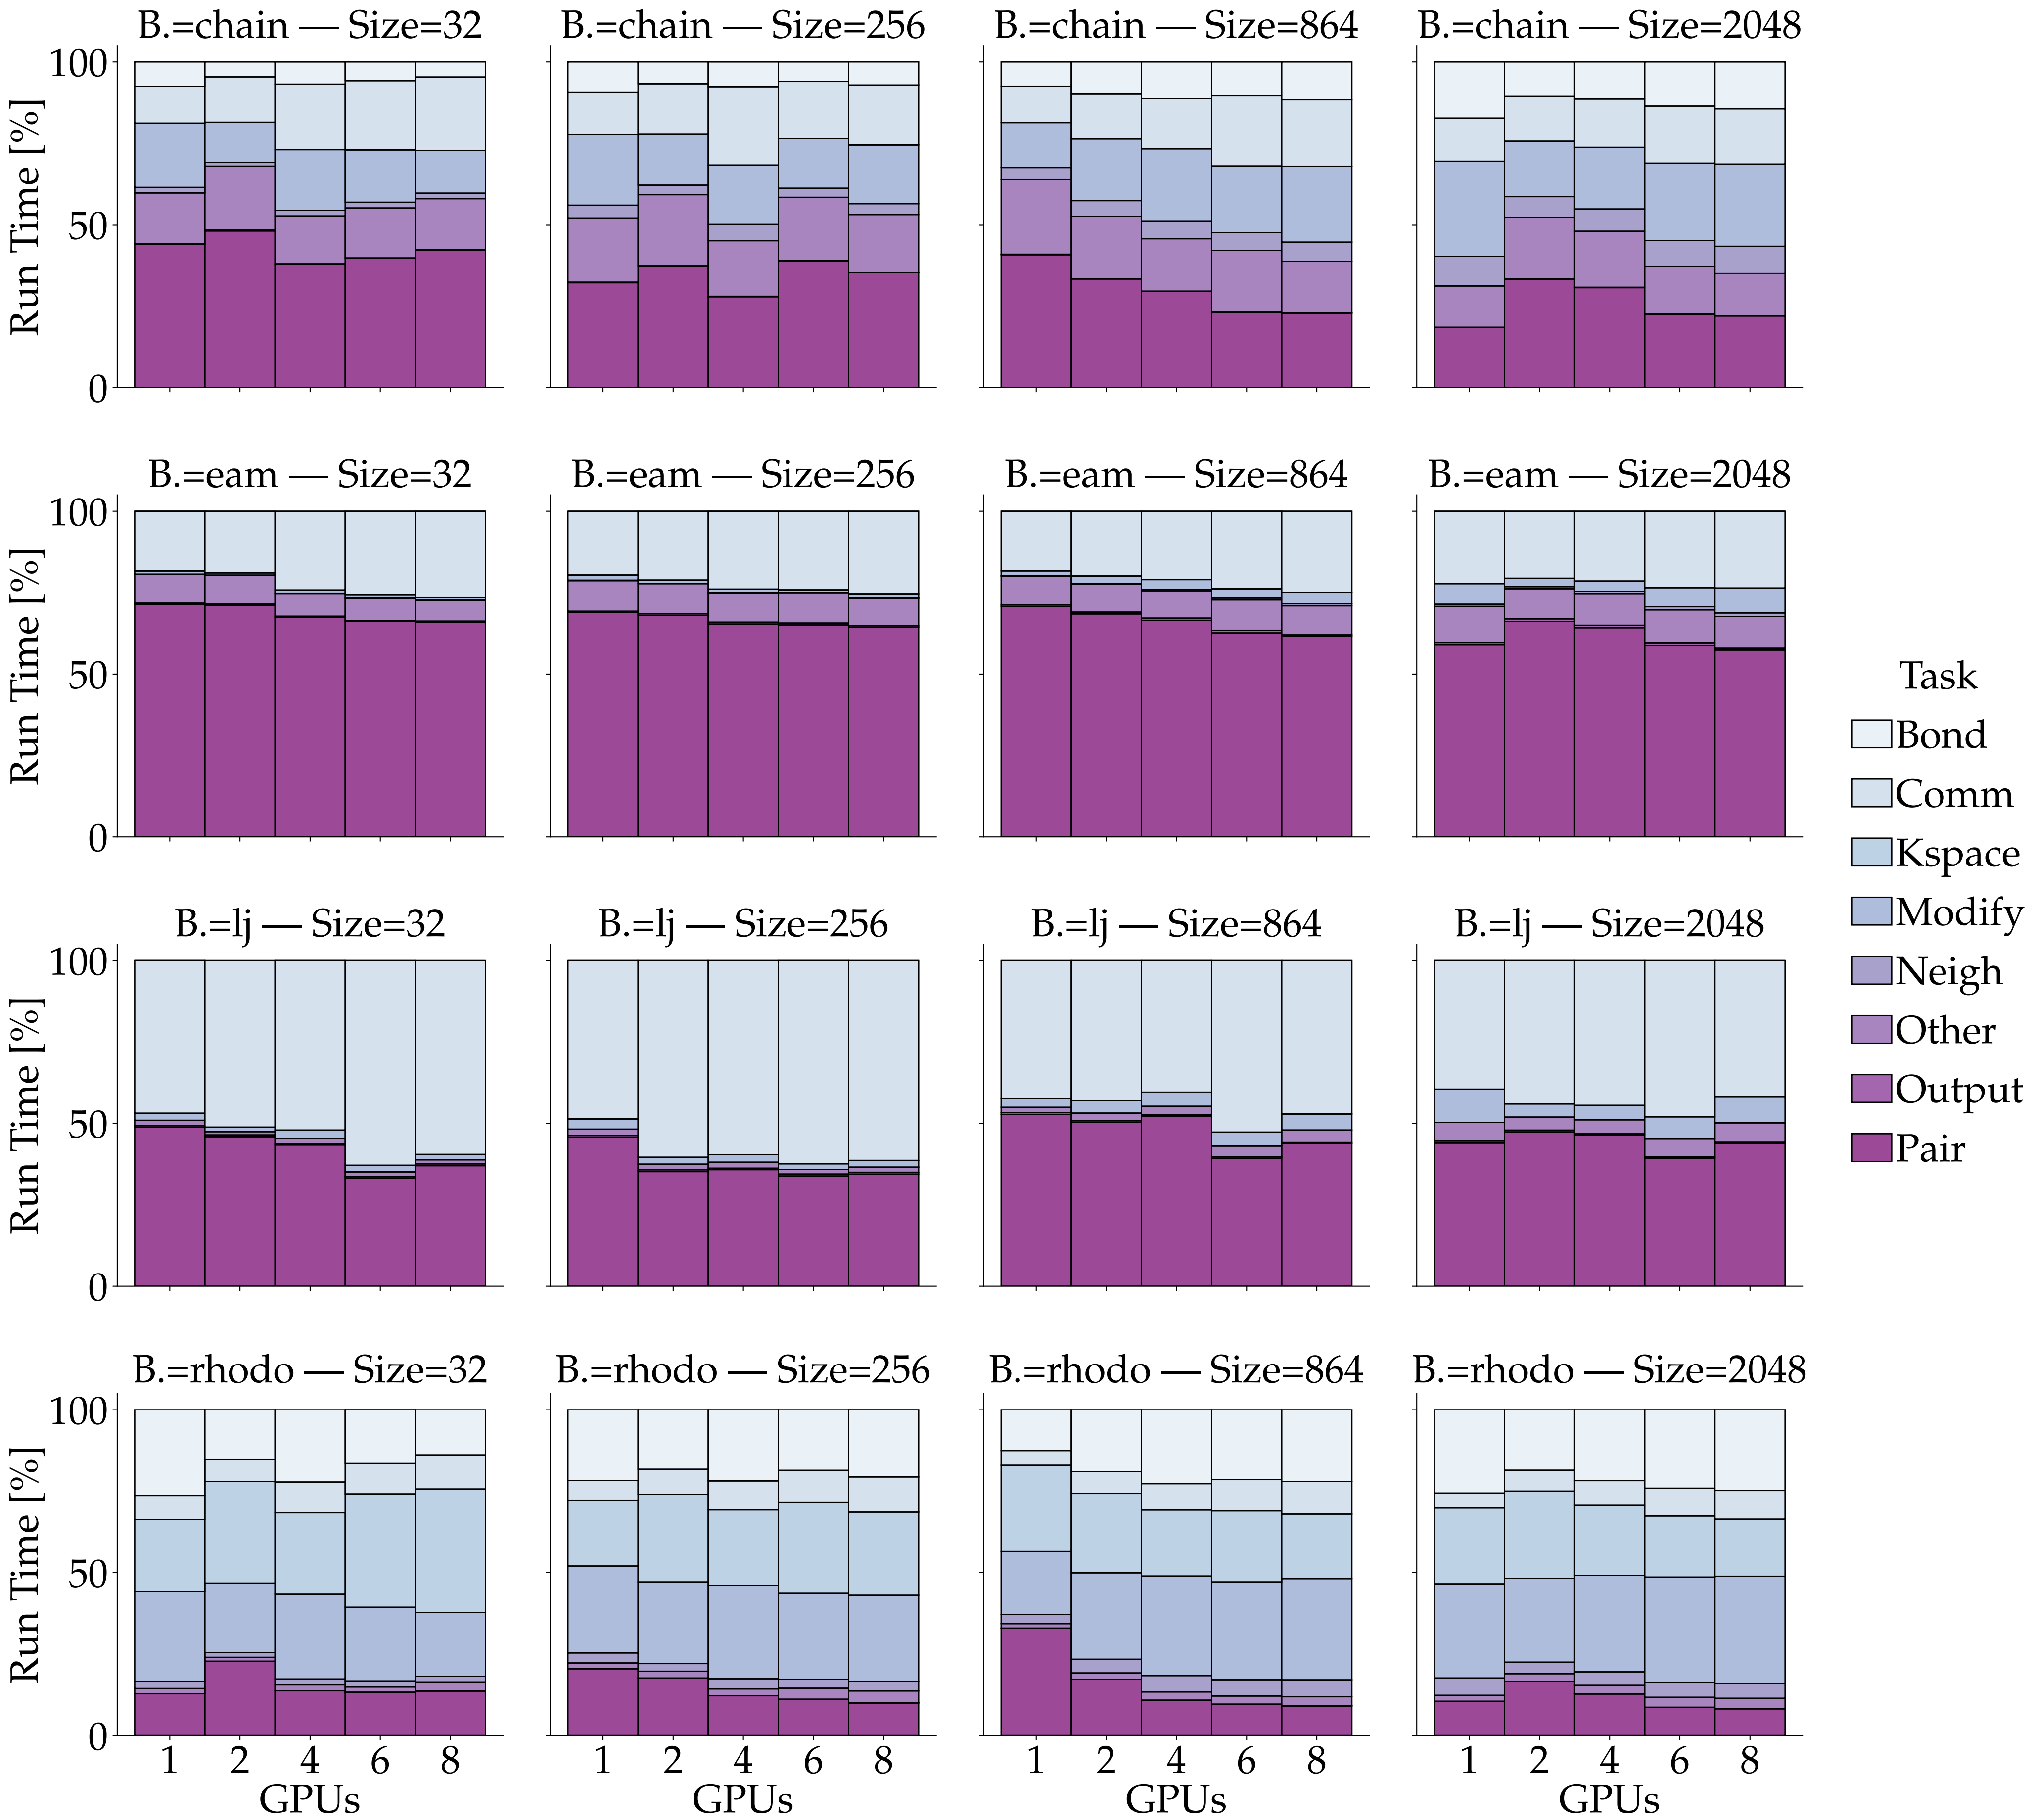 B.=chain — Size=32
B.=chain — Size=256
B.=chain — Size=864
B.=chain — Size=2048
Run Time [%]
100
50
0
B.=eam — Size=32
B.=eam — Size=256
B.=eam — Size=864
B.=eam — Size=2048
Run Time [%]
100
50
0
B.=lj — Size=32
B.=lj — Size=256
B.=lj — Size=864
B.=lj — Size=2048
Run Time [%]
100
50
0
B.=rhodo — Size=32
B.=rhodo — Size=256
B.=rhodo — Size=864
B.=rhodo — Size=2048
Run Time [%]
100
50
0
1 2 4 6 8
GPUs
1 2 4 6 8
GPUs
1 2 4 6 8
GPUs
1 2 4 6 8
GPUs
Task
Bond
Comm
Kspace
Modify
Neigh
Other
Output
Pair